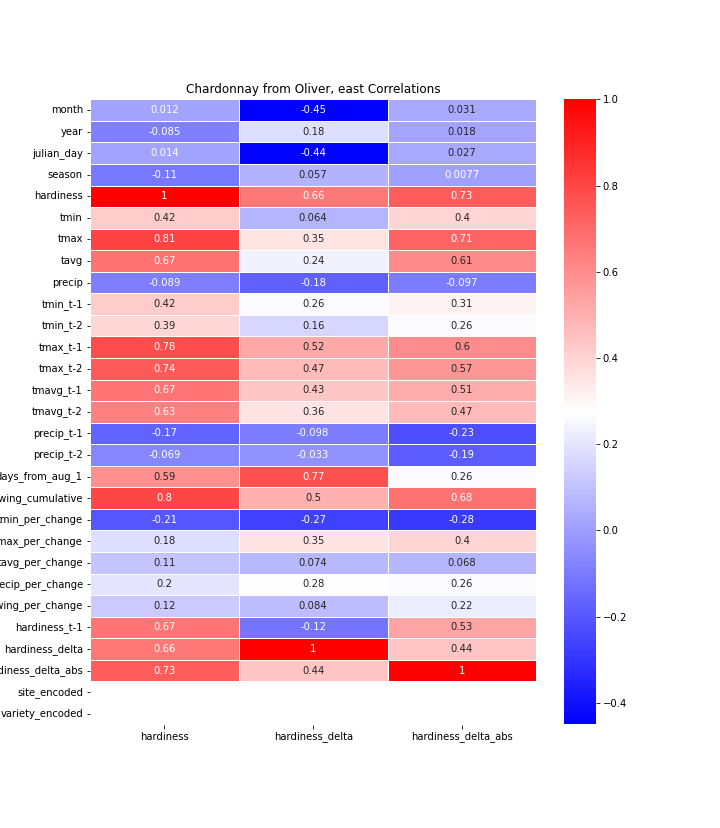 Chardonnay from Oliver, east Correlations
month 0.012 -0.45 0.031
year -0.085 0.18 0.018
julian_day 0.014 -0.44 0.027
season -0.11 0.057 0.0077
hardiness 1 0.66 0.73
tmin 0.42 0.064 0.4
tmax 0.81 0.35 0.71
tavg 0.67 0.24 0.61
precip -0.089 -0.18 -0.097
tmin_t-1 0.42 0.26 0.31
tmin_t-2 0.39 0.16 0.26
tmax_t-1 0.78 0.52 0.6
tmax_t-2 0.74 0.47 0.57
tmavg_t-1 0.67 0.43 0.51
tmavg_t-2 0.63 0.36 0.47
precip_t-1 -0.17 -0.098 -0.23
precip_t-2 -0.069 -0.033 -0.19
days_from_aug_1 0.59 0.77 0.26
wing_cumulative 0.8 0.5 0.68
tmin_per_change -0.21 -0.27 -0.28
max_per_change 0.18 0.35 0.4
tavg_per_change 0.11 0.074 0.068
ecip_per_change 0.2 0.28 0.26
wing_per_change 0.12 0.084 0.22
hardiness_t-1 0.67 -0.12 0.53
hardiness_delta 0.66 1 0.44
diness_delta_abs 0.73 0.44 1
site_encoded
variety_encoded
hardiness hardiness_delta hardiness_delta_abs
1.0
0.8
0.6
0.4
0.2
0.0
−0.2
−0.4